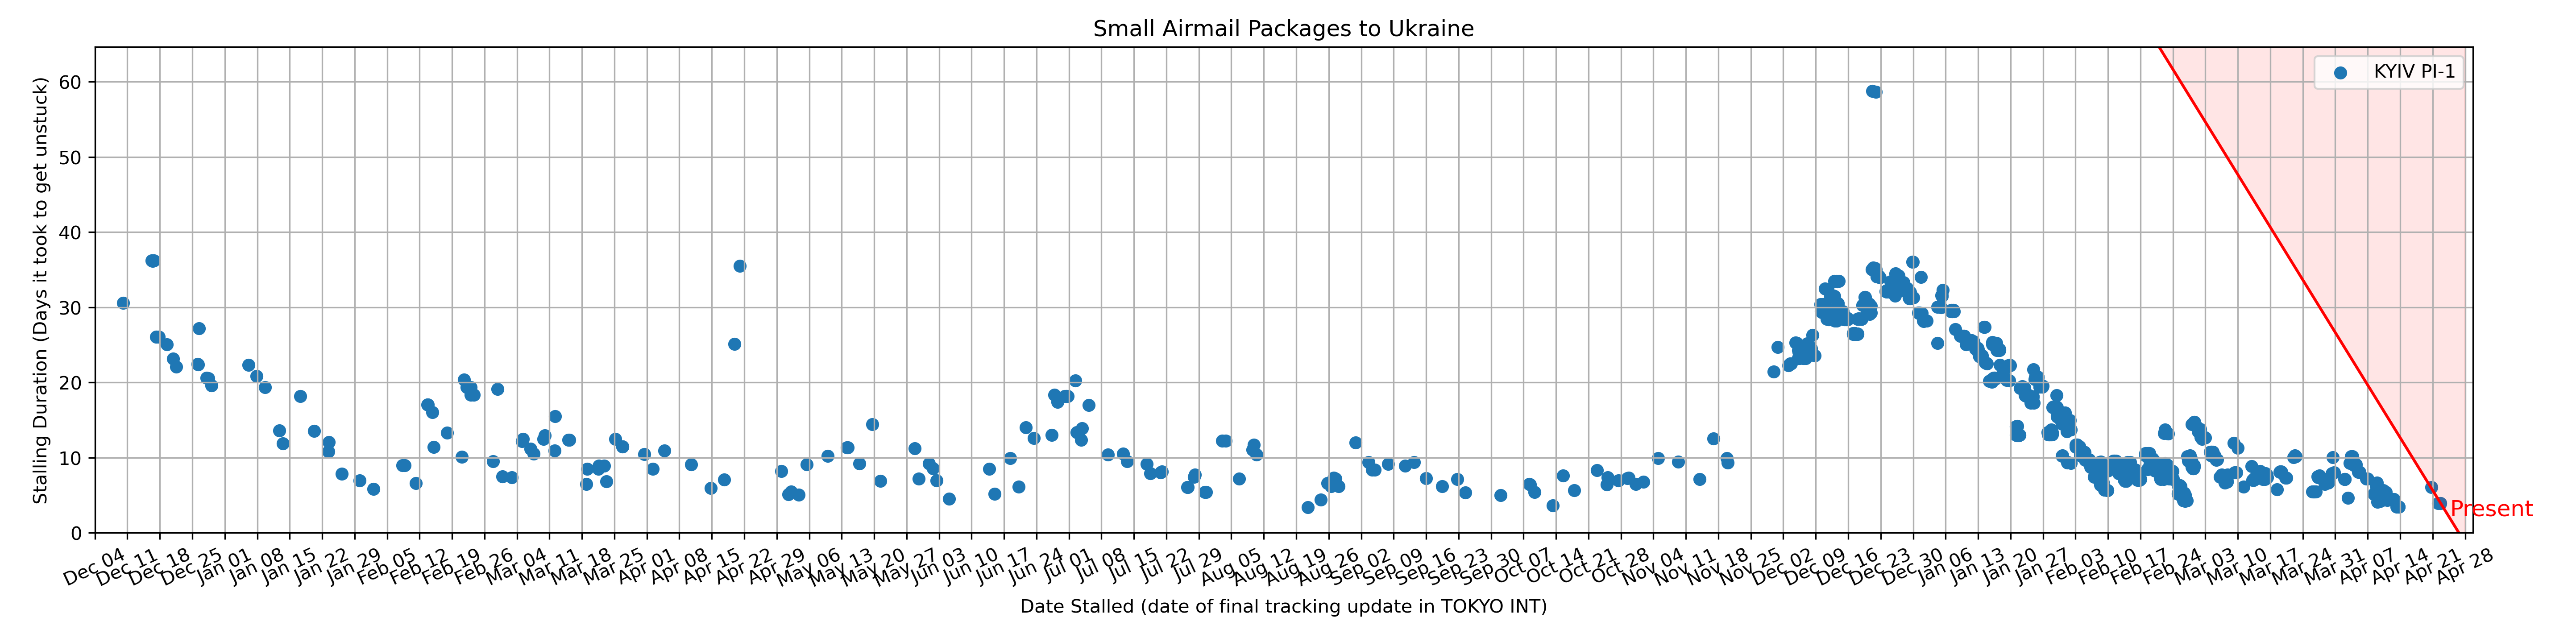 Small Airmail Packages to Ukraine
Stalling Duration (Days it took to get unstuck)
60
50
40
30
20
10
0
KYIV PI-1
Present
Dec 04
Dec 11
Dec 18
Dec 25
Jan 01
Jan 08
Jan 15
Jan 22
Jan 29
Feb 05
Feb 12
Feb 19
Feb 26
Mar 04
Mar 11
Mar 18
Mar 25
Apr 01
Apr 08
Apr 15
Apr 22
Apr 29
May 06
May 13
May 20
May 27
Jun 03
Jun 10
Jun 17
Jun 24
Jul 01
Jul 08
Jul 15
Jul 22
Jul 29
Aug 05
Aug 12
Aug 19
Aug 26
Sep 02
Sep 09
Sep 16
Sep 23
Sep 30
Oct 07
Oct 14
Oct 21
Oct 28
Nov 04
Nov 11
Nov 18
Nov 25
Dec 02
Dec 09
Dec 16
Dec 23
Dec 30
Jan 06
Jan 13
Jan 20
Jan 27
Feb 03
Feb 10
Feb 17
Feb 24
Mar 03
Mar 10
Mar 17
Mar 24
Mar 31
Apr 07
Apr 14
Apr 21
Apr 28
Date Stalled (date of final tracking update in TOKYO INT)